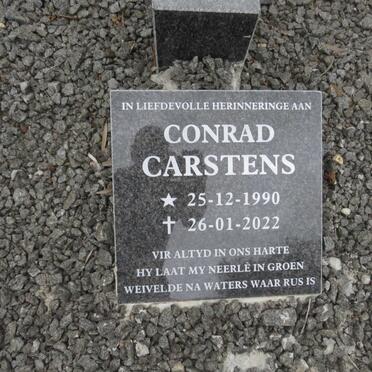 IN LIEFDEVOLLE HERINNERINGE AAN
CONRAD
CARSTENS
★ 25-12-1990
✝ 26-01-2022
VIR ALTYD IN ONS HARTE
HY LAAT MY NEERLÊ IN GROEN
WEIVELDE NA WATERS WAAR RUS IS